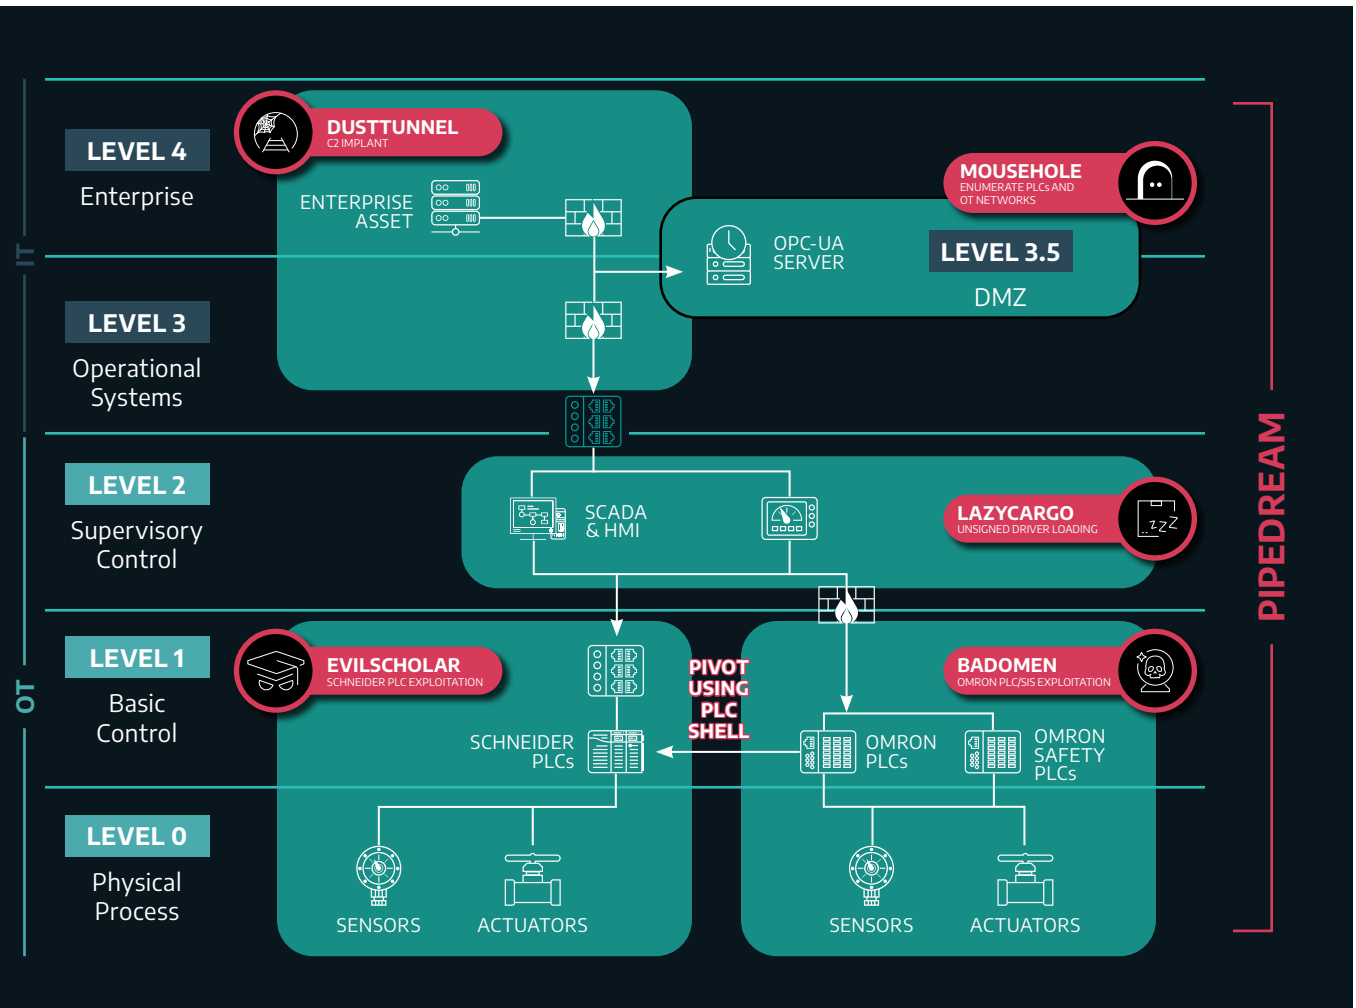 IT
OT
LEVEL 4
Enterprise
DUSTTUNNEL
C2 IMPLANT
ENTERPRISE
ASSET
MOUSEHOLE
ENUMERATE PLCs AND
OT NETWORKS
OPC-UA
SERVER
LEVEL 3.5
DMZ
LEVEL 3
Operational
Systems
LEVEL 2
Supervisory
Control
SCADA
& HMI
LAZYCARGO
UNSIGNED DRIVER LOADING
zzZ
PIPEDREAM
LEVEL 1
Basic
Control
EVILSCHOLAR
SCHNEIDER PLC EXPLOITATION
PIVOT
USING
PLC
SHELL
BADOMEN
OMRON PLC/SIS EXPLOITATION
SCHNEIDER
PLCs
OMRON
PLCs
OMRON
SAFETY
PLCs
LEVEL 0
Physical
Process
SENSORS
ACTUATORS
SENSORS
ACTUATORS